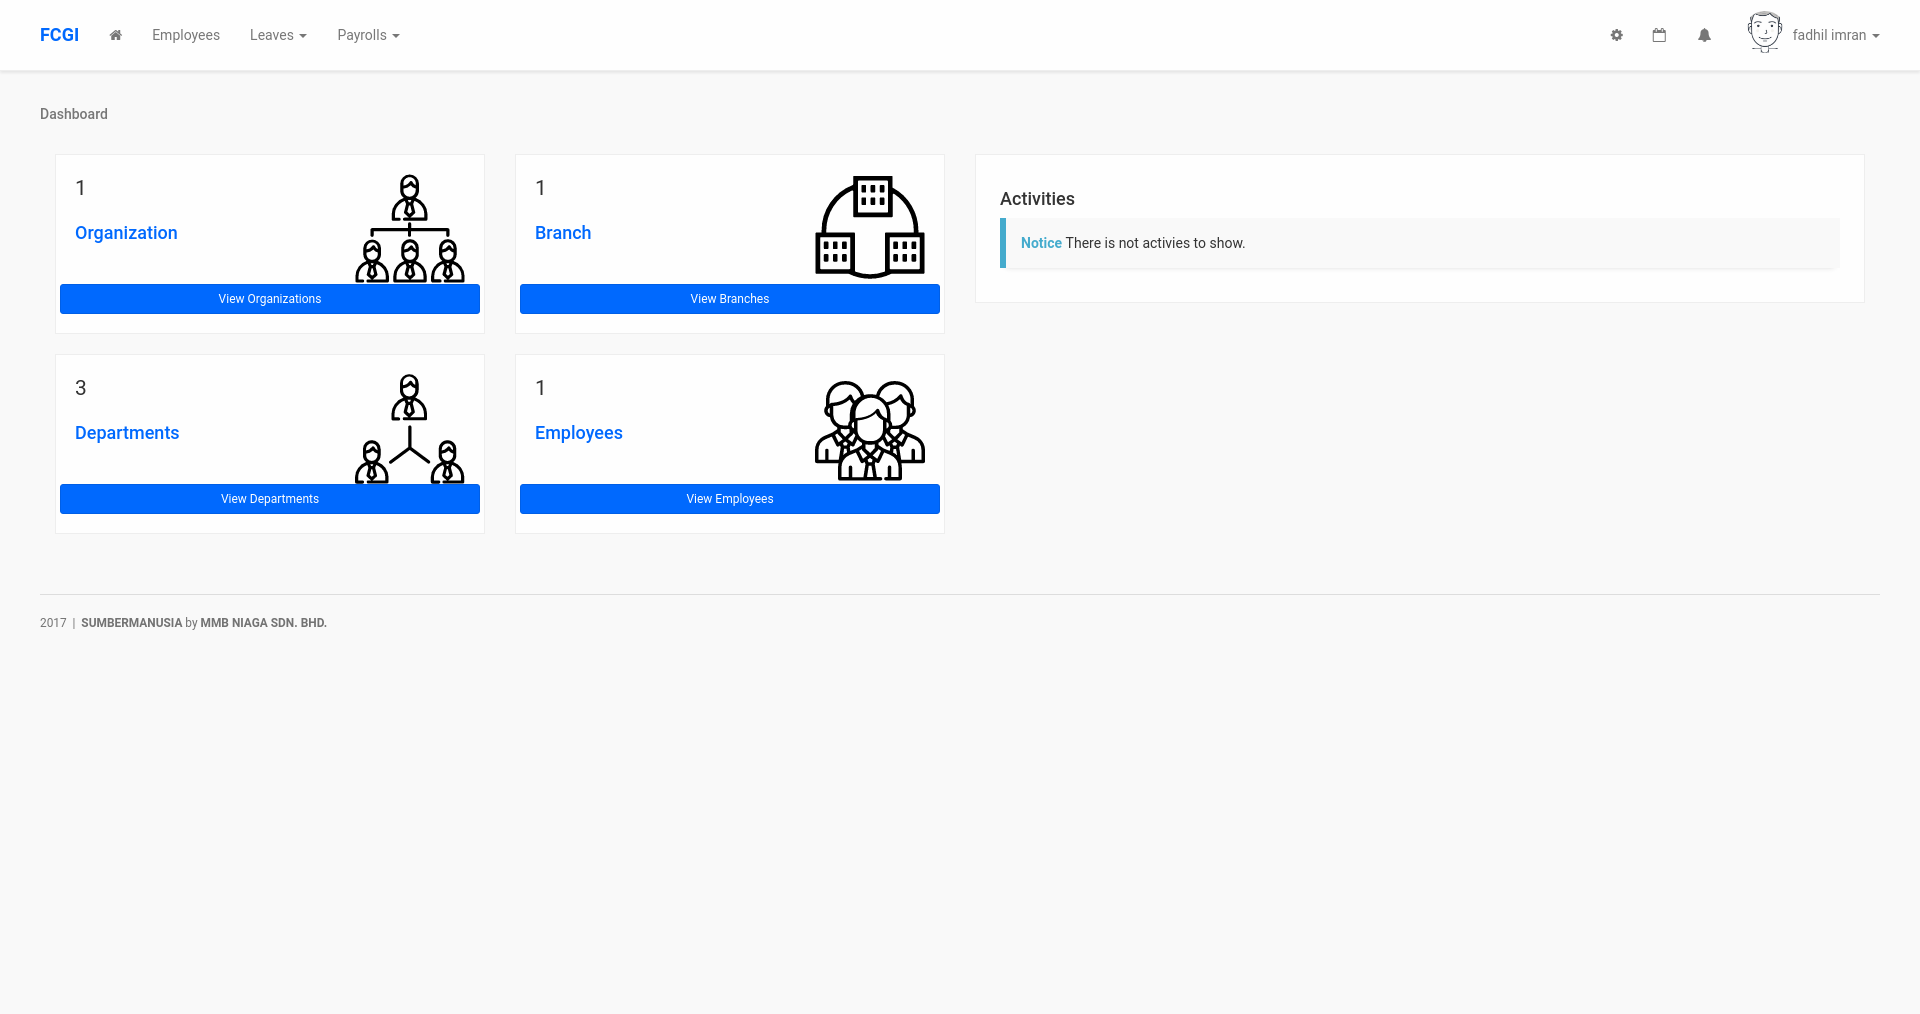 FCGI Employees Leaves Payrolls fadhil imran
Dashboard
1
Organization
View Organizations
1
Branch
View Branches
3
Departments
View Departments
1
Employees
View Employees
Activities
Notice There is not activies to show.
2017 | SUMBERMANUSIA by MMB NIAGA SDN. BHD.